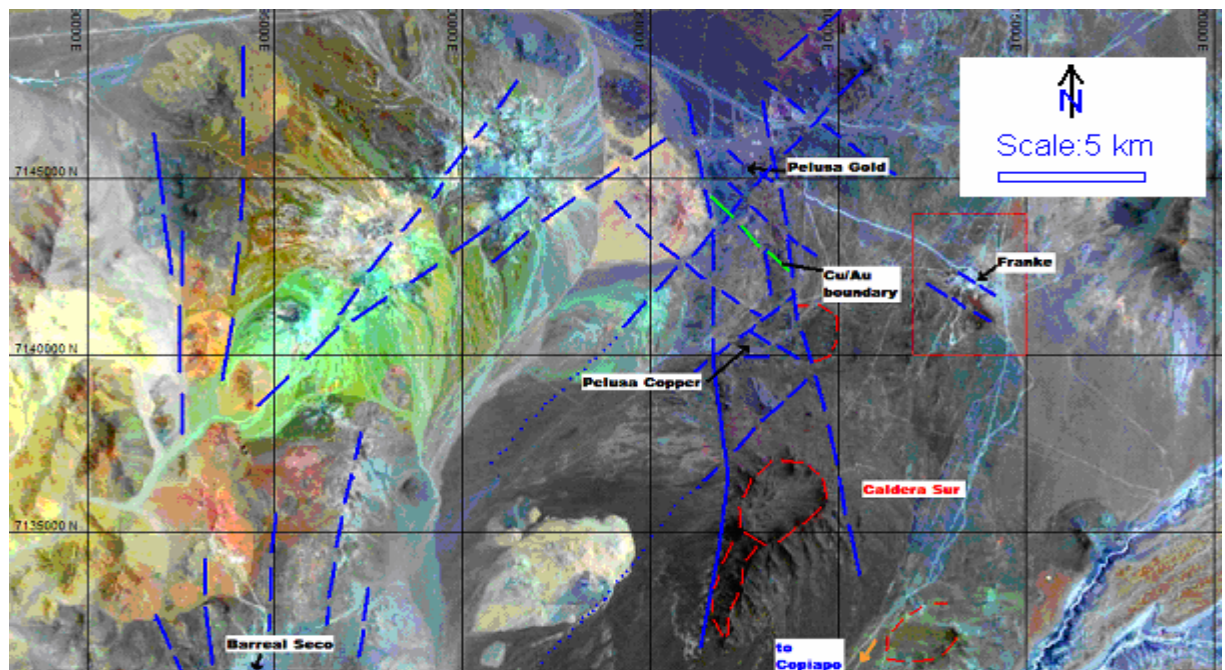 N
Scale:5 km
Pelusa Gold
7145000 N
Franke
Cu/Au
boundary
7140000 N
Pelusa Copper
Caldera Sur
7135000 N
Barreal Seco
to
Copiapo